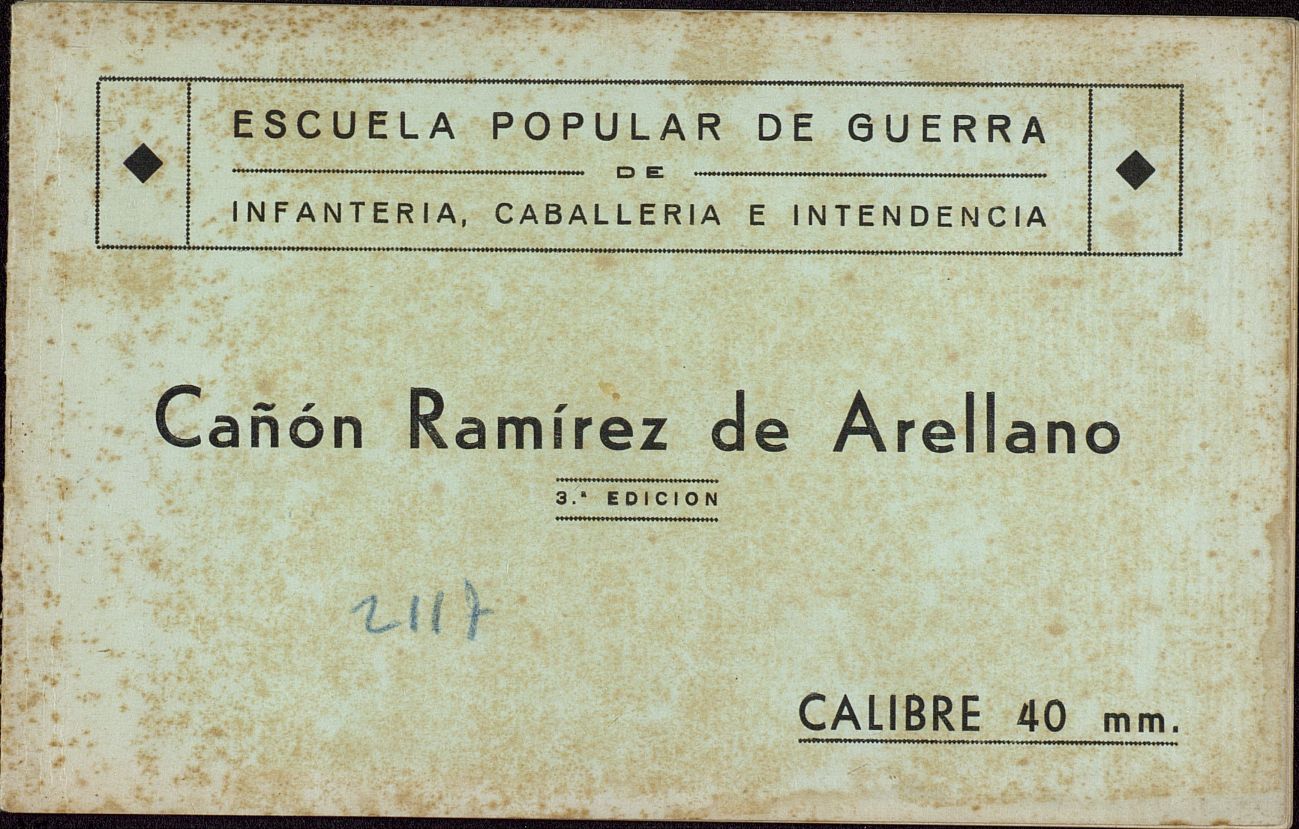 ESCUELA POPULAR DE GUERRA
DE
INFANTERIA, CABALLERIA E INTENDENCIA
Cañón Ramírez de Arellano
3.ª EDICION
2117
CALIBRE 40 mm.